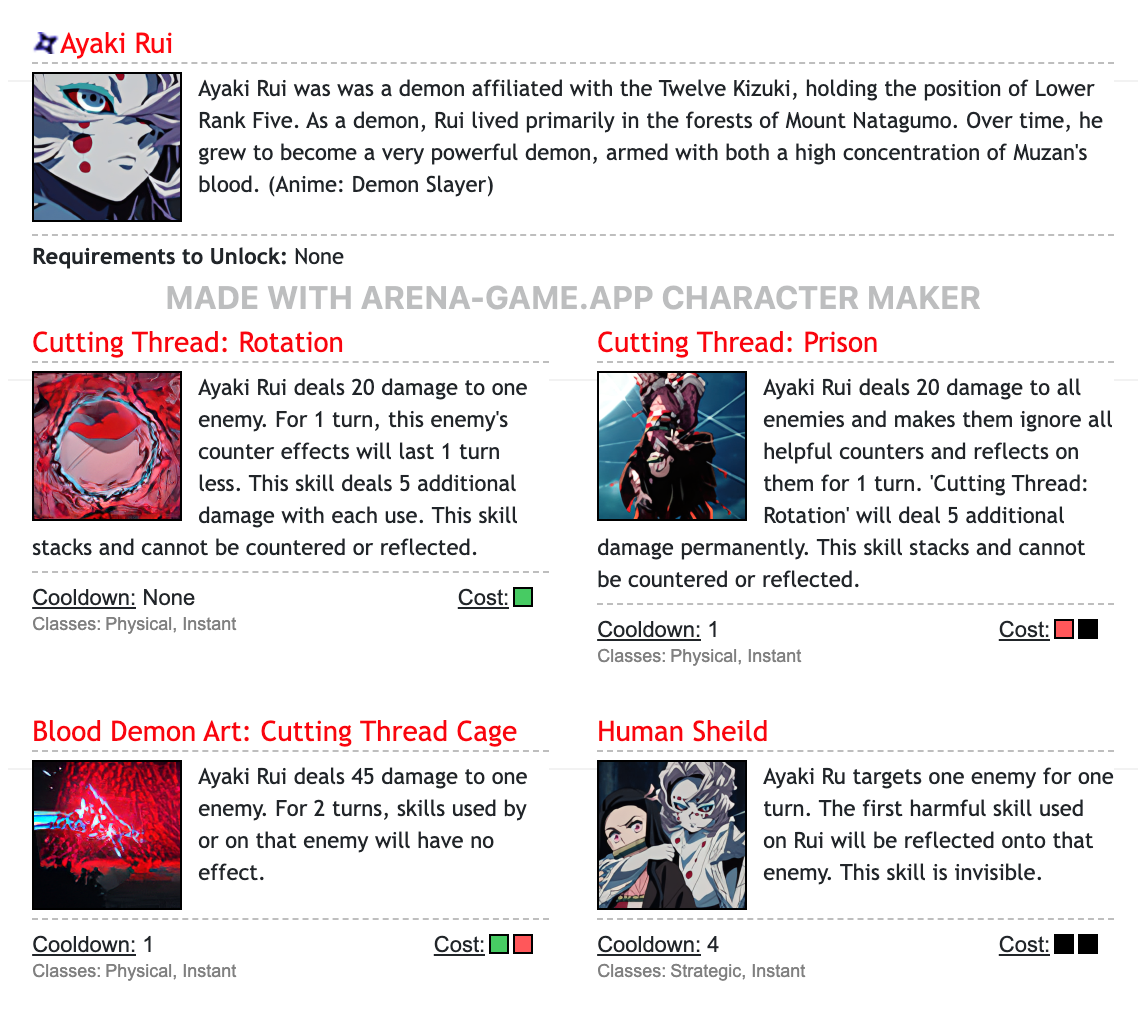 Ayaki Rui
Ayaki Rui was was a demon affiliated with the Twelve Kizuki, holding the position of Lower
Rank Five. As a demon, Rui lived primarily in the forests of Mount Natagumo. Over time, he
grew to become a very powerful demon, armed with both a high concentration of Muzan's
blood. (Anime: Demon Slayer)
Requirements to Unlock: None
MADE WITH ARENA-GAME.APP CHARACTER MAKER
Cutting Thread: Rotation
Ayaki Rui deals 20 damage to one
enemy. For 1 turn, this enemy's
counter effects will last 1 turn
less. This skill deals 5 additional
damage with each use. This skill
stacks and cannot be countered or reflected.
Cooldown: None
Cost:
Classes: Physical, Instant
Cutting Thread: Prison
Ayaki Rui deals 20 damage to all
enemies and makes them ignore all
helpful counters and reflects on
them for 1 turn. 'Cutting Thread:
Rotation' will deal 5 additional
damage permanently. This skill stacks and cannot
be countered or reflected.
Cooldown: 1
Cost:
Classes: Physical, Instant
Blood Demon Art: Cutting Thread Cage
Ayaki Rui deals 45 damage to one
enemy. For 2 turns, skills used by
or on that enemy will have no
effect.
Cooldown: 1
Cost:
Classes: Physical, Instant
Human Sheild
Ayaki Ru targets one enemy for one
turn. The first harmful skill used
on Rui will be reflected onto that
enemy. This skill is invisible.
Cooldown: 4
Cost:
Classes: Strategic, Instant